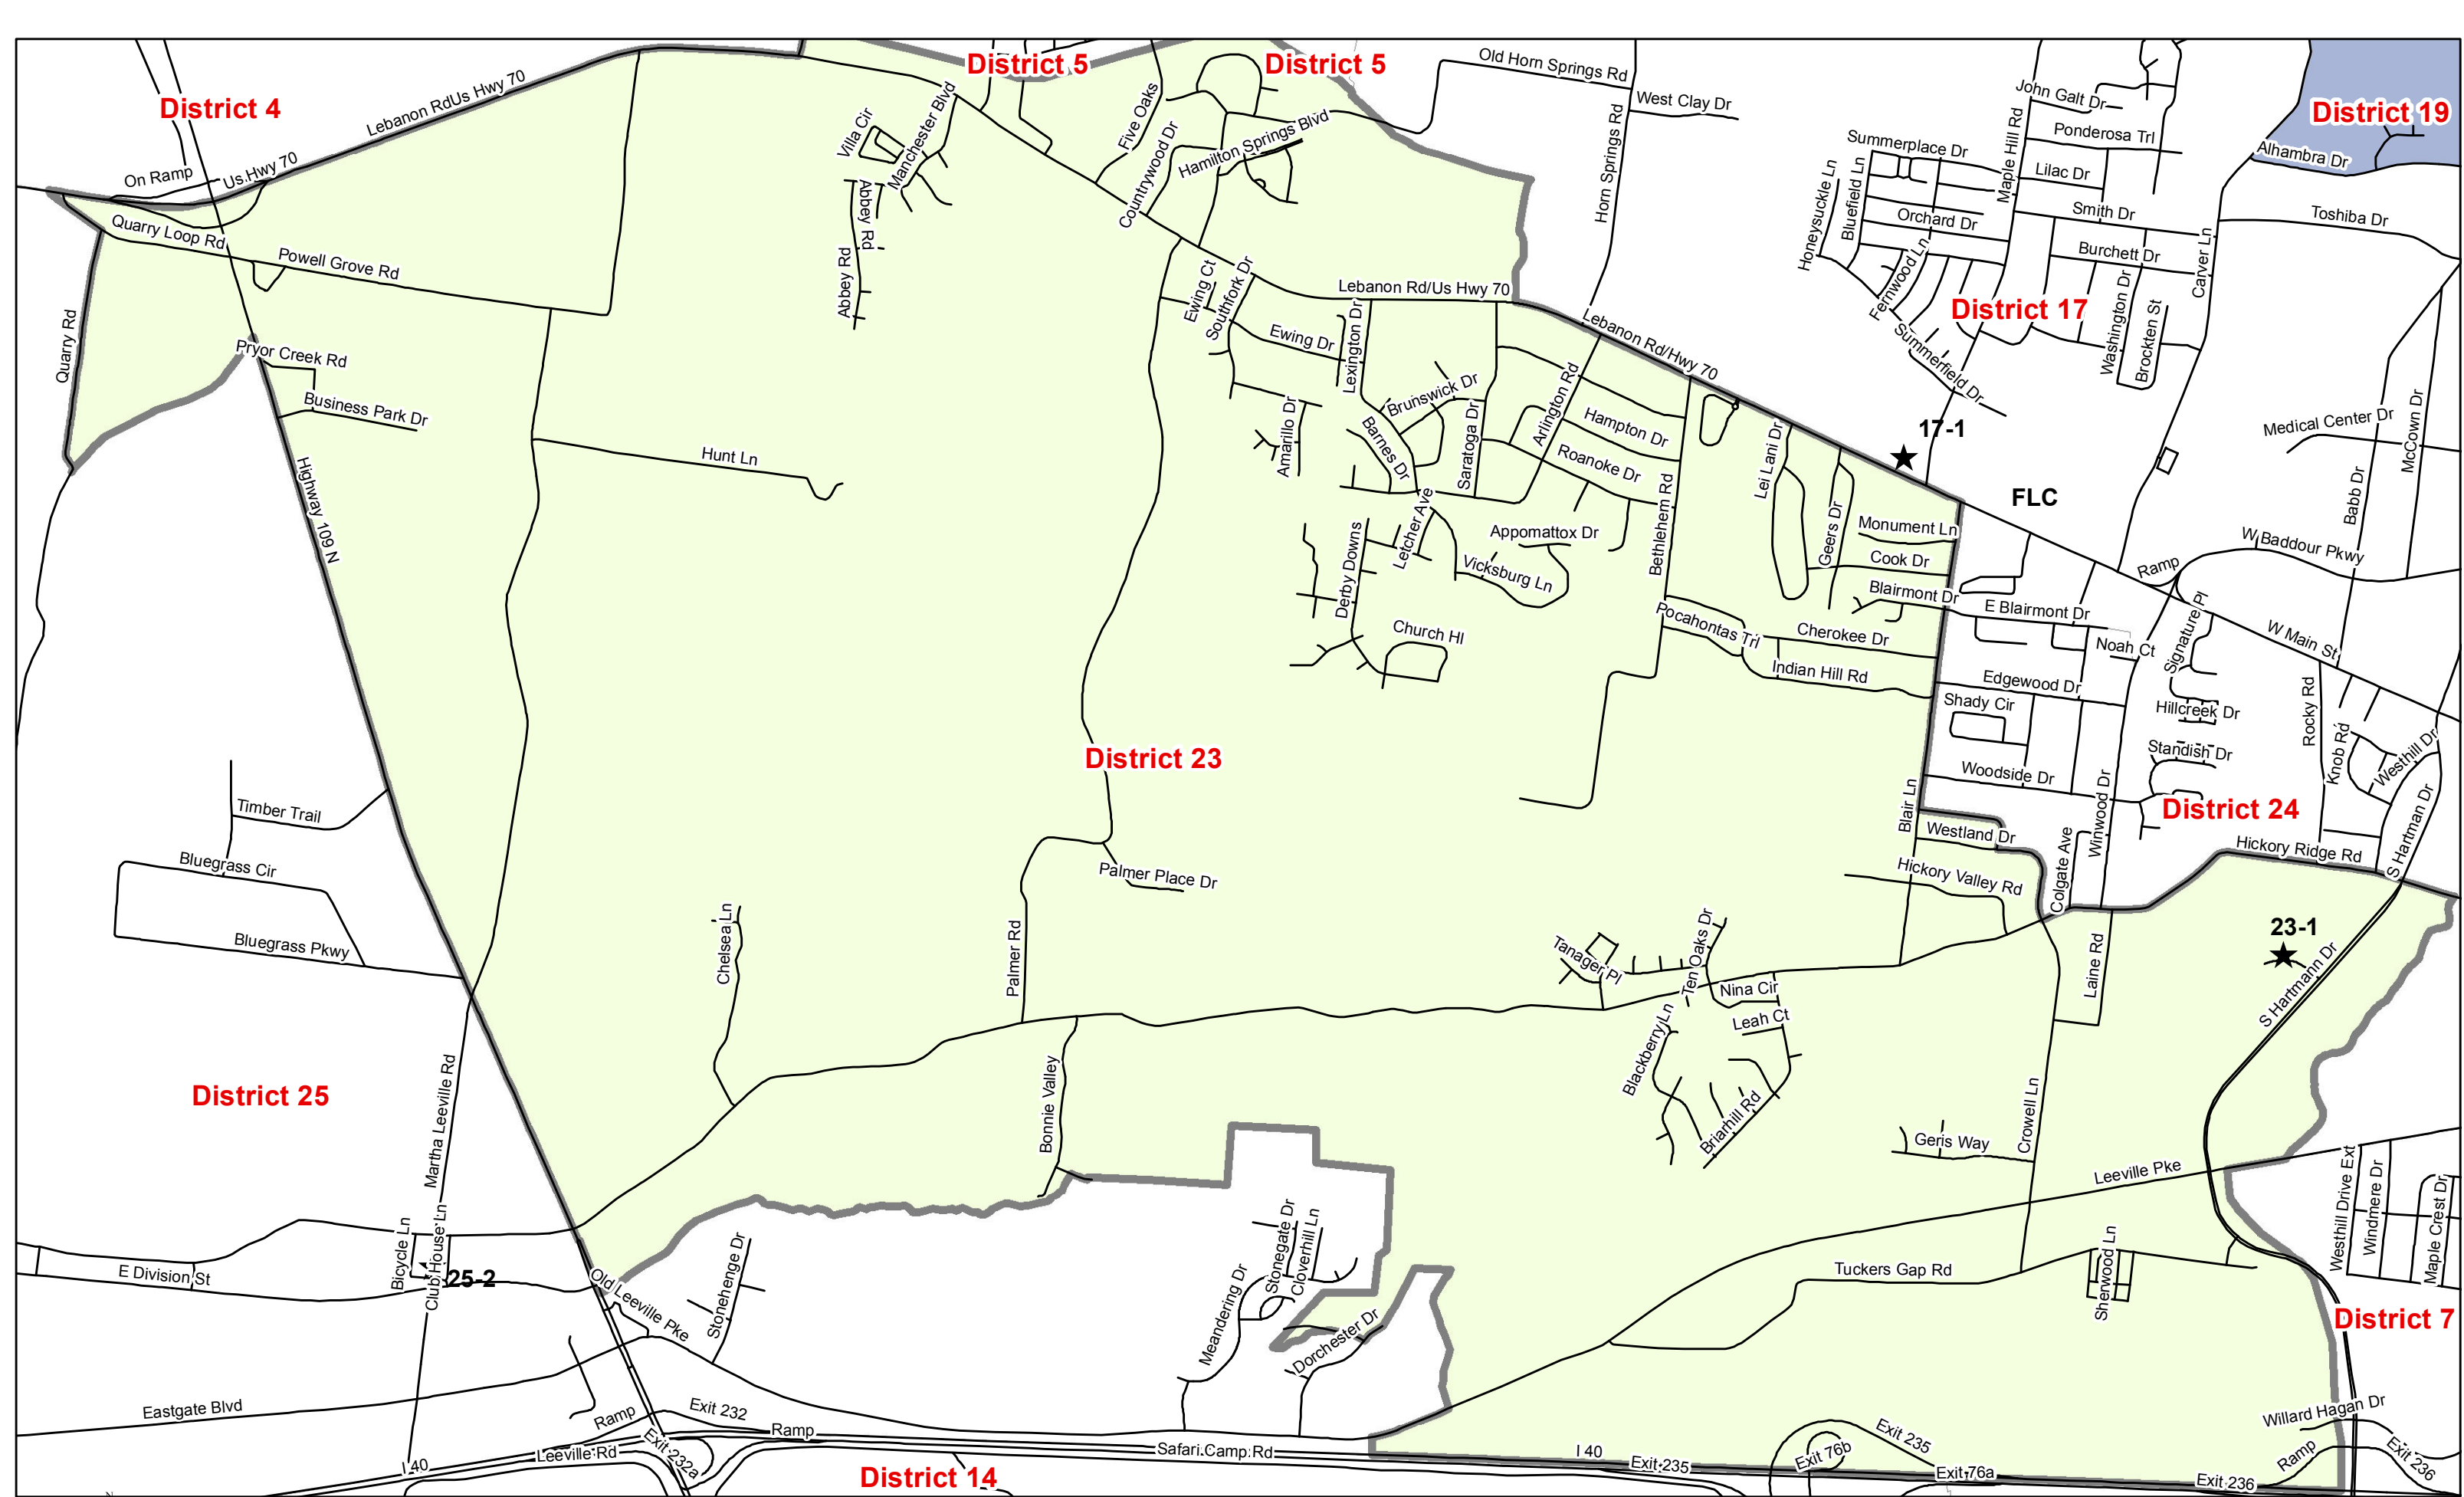 District 5
District 5
Old Horn Springs Rd
District 4
Lebanon RdUs Hwy 70
West Clay Dr
John Galt Dr
District 19
Five Oaks
Villa Cir
Manchester Blvd
Countrywood Dr
Hamilton Springs Blvd
Horn Springs Rd
Maple Hill Rd
Ponderosa Trl
Summerplace Dr
Alhambra Dr
On Ramp
Us Hwy 70
Lilac Dr
Honeysuckle Ln
Bluefield Ln
Orchard Dr
Smith Dr
Toshiba Dr
Quarry Loop Rd
Powell Grove Rd
Abbey Rd
Abbey Rd
Fernwood Ln
Burchett Dr
Carver Ln
Ewing Ct
Southfork Dr
Lebanon Rd/Us Hwy 70
District 17
Washington Dr
Brockten St
Quarry Rd
Pryor Creek Rd
Ewing Dr
Lexington Dr
Lebanon Rd/Hwy 70
Summerfield Dr
Business Park Dr
Brunswick Dr
Arlington Rd
Hampton Dr
Amarillo Dr
Barnes Dr
Saratoga Dr
Roanoke Dr
Lei Lani Dr
17-1
Medical Center Dr
McCown Dr
Highway 109 N
Hunt Ln
Bethlehem Rd
Geers Dr
FLC
Babb Dr
Letcher Ave
Derby Downs
Appomattox Dr
Monument Ln
Vicksburg Ln
Cook Dr
Ramp
W Baddour Pkwy
Blairmont Dr
E Blairmont Dr
Church Hl
Pocahontas Trl
Cherokee Dr
Noah Ct
Signature Pl
W Main St
Indian Hill Rd
Edgewood Dr
Shady Cir
Hillcreek Dr
Rocky Rd
Knob Rd
Westhill Dr
District 23
Standish Dr
Woodside Dr
Winwood Dr
District 24
S Hartman Dr
Timber Trail
Blair Ln
Westland Dr
Colgate Ave
Hickory Ridge Rd
Bluegrass Cir
Palmer Place Dr
Hickory Valley Rd
Bluegrass Pkwy
Chelsea Ln
Palmer Rd
Tanager Pl
Ten Oaks Dr
Laine Rd
23-1
S Hartmann Dr
Nina Cir
Leah Ct
Blackberry Ln
District 25
Martha Leeville Rd
Bonnie Valley
Briarhill Rd
Crowell Ln
Geris Way
Leeville Pke
Westhill Drive Ext
Windmere Dr
Maple Crest Dr
Bicycle Ln
Club House Ln
E Division St
25-2
Old Leeville Pke
Stonehenge Dr
Meandering Dr
Stonegate Dr
Cloverhill Ln
Dorchester Dr
Tuckers Gap Rd
Sherwood Ln
District 7
Eastgate Blvd
Ramp
Exit 232
Ramp
Willard Hagan Dr
Exit 232a
Leeville Rd
I 40
Safari Camp Rd
I 40
Exit 235
Exit 76b
Exit 235
Exit 76a
Ramp
Exit 236
Exit 236
District 14